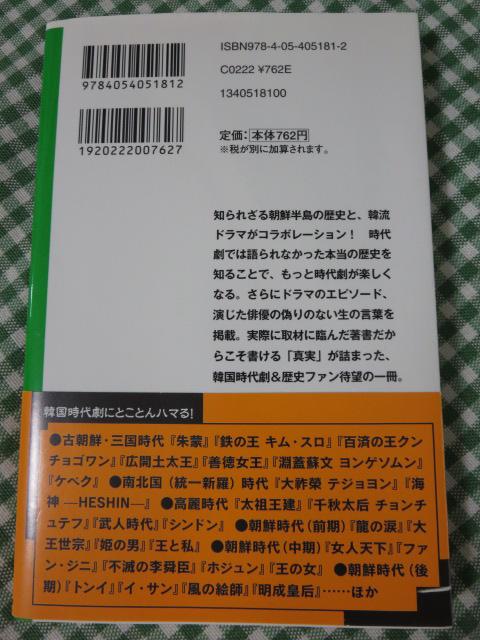 ISBN978-4-05-405181-2
C0222 ¥762E
1340518100
9784054051812
1920222007627
定価：本体762円
※税が別に加算されます。
知られざる朝鮮半島の歴史と、韓流
ドラマがコラボレーション！　時代
劇では語られなかった本当の歴史を
知ることで、もっと時代劇が楽しく
なる。さらにドラマのエピソード、
演じた俳優の偽りのない生の言葉を
掲載。実際に取材に臨んだ著書だか
らこそ書ける「真実」が詰まった、
韓国時代劇＆歴史ファン待望の一冊。
韓国時代劇にとことんハマる！
●古朝鮮・三国時代『朱蒙』『鉄の王 キム・スロ』『百済の王クン
チョゴワン』『広開土太王』『善徳女王』『淵蓋蘇文 ヨンゲソムン』
『ケベク』●南北国（統一新羅）時代『大祚榮 テジョヨン』『海
神 ―HESHIN―』●高麗時代『太祖王建』『千秋太后 チョンチ
ュテフ』『武人時代』『シンドン』●朝鮮時代（前期）『龍の涙』『大
王世宗』『姫の男』『王と私』●朝鮮時代（中期）『女人天下』『ファ
ン・ジニ』『不滅の李舜臣』『ホジュン』『王の女』●朝鮮時代（後
期）『トンイ』『イ・サン』『風の絵師』『明成皇后』……ほか